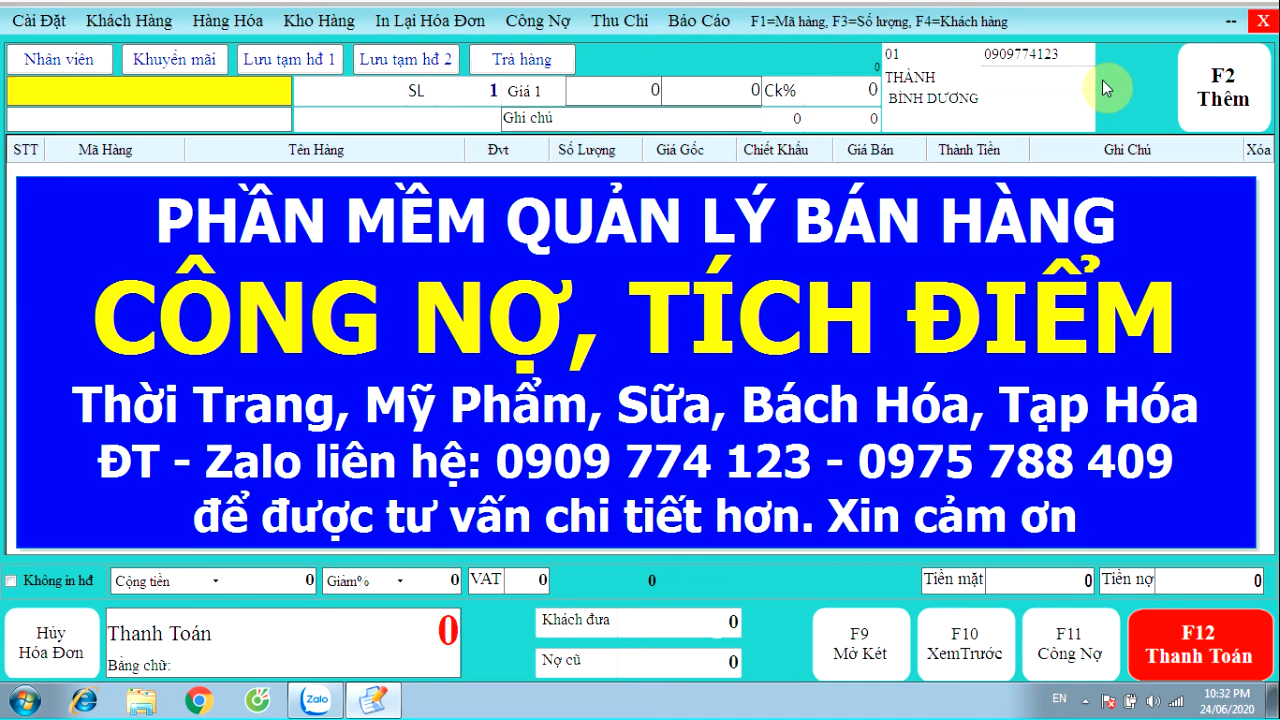 Cài Đặt Khách Hàng Hàng Hóa Kho Hàng In Lại Hóa Đơn Công Nợ Thu Chi Báo Cáo F1=Mã hàng, F3=Số lượng, F4=Khách hàng -- X
Nhân viên Khuyến mãi Lưu tạm hđ 1 Lưu tạm hđ 2 Trả hàng 0 01 0909774123
THÀNH
BÌNH DƯƠNG
F2
Thêm
SL 1 Giá 1 0 0 Ck% 0
Ghi chú 0 0
STT Mã Hàng Tên Hàng Đvt Số Lượng Giá Gốc Chiết Khấu Giá Bán Thành Tiền Ghi Chú Xóa
PHẦN MỀM QUẢN LÝ BÁN HÀNG
CÔNG NỢ, TÍCH ĐIỂM
Thời Trang, Mỹ Phẩm, Sữa, Bách Hóa, Tạp Hóa
ĐT - Zalo liên hệ: 0909 774 123 - 0975 788 409
để được tư vấn chi tiết hơn. Xin cảm ơn
Không in hđ Cộng tiền 0 Giảm% 0 VAT 0 0 Tiền mặt 0 Tiền nợ 0
Hủy
Hóa Đơn
Thanh Toán 0
Bằng chữ:
Khách đưa 0
Nợ cũ 0
F9
Mở Két
F10
XemTrước
F11
Công Nợ
F12
Thanh Toán
Zalo
EN
10:32 PM
24/06/2020